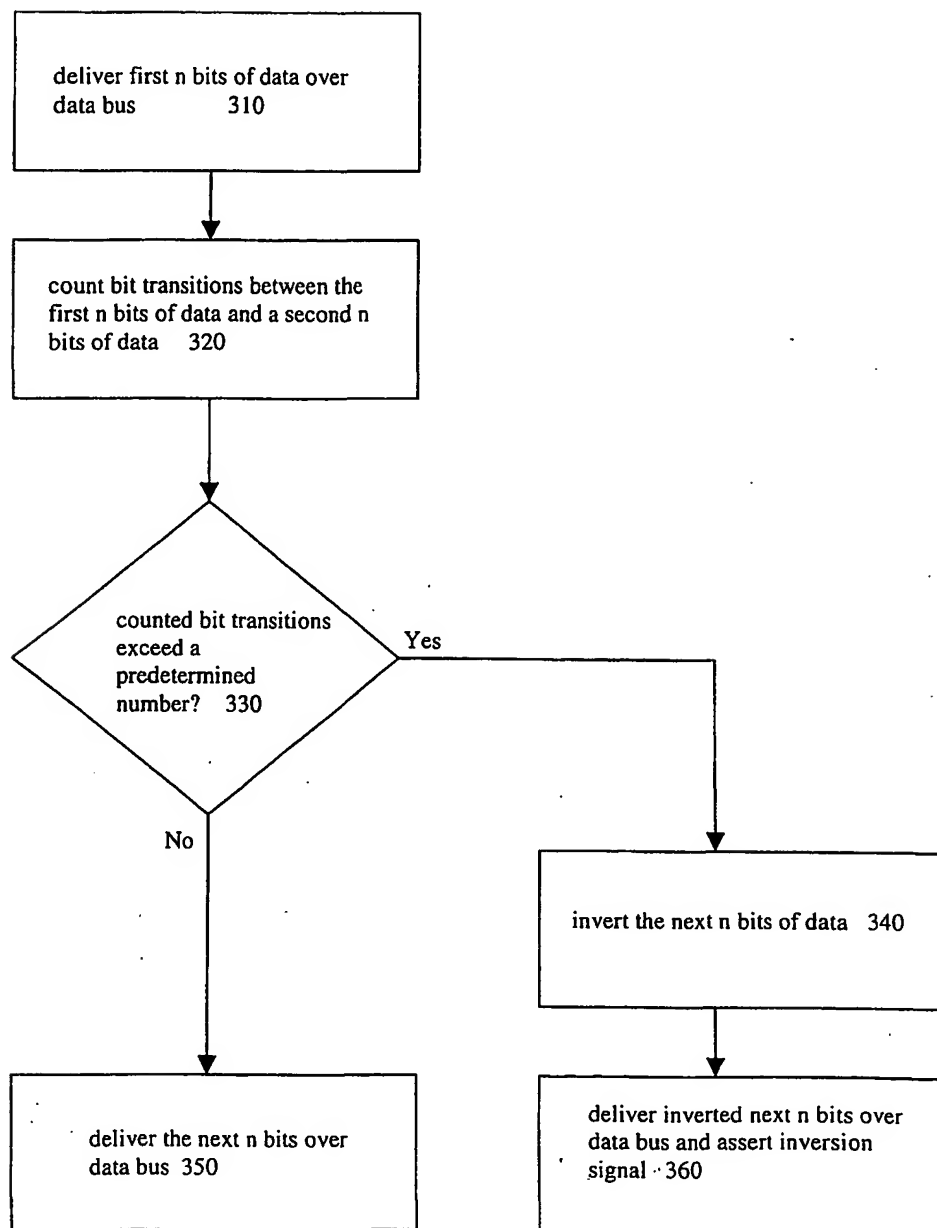 deliver first n bits of data over
data bus 310
count bit transitions between the
first n bits of data and a second n
bits of data 320
counted bit transitions
exceed a
predetermined
number? 330
Yes
No
invert the next n bits of data 340
deliver the next n bits over
data bus 350
deliver inverted next n bits over
data bus and assert inversion
signal 360